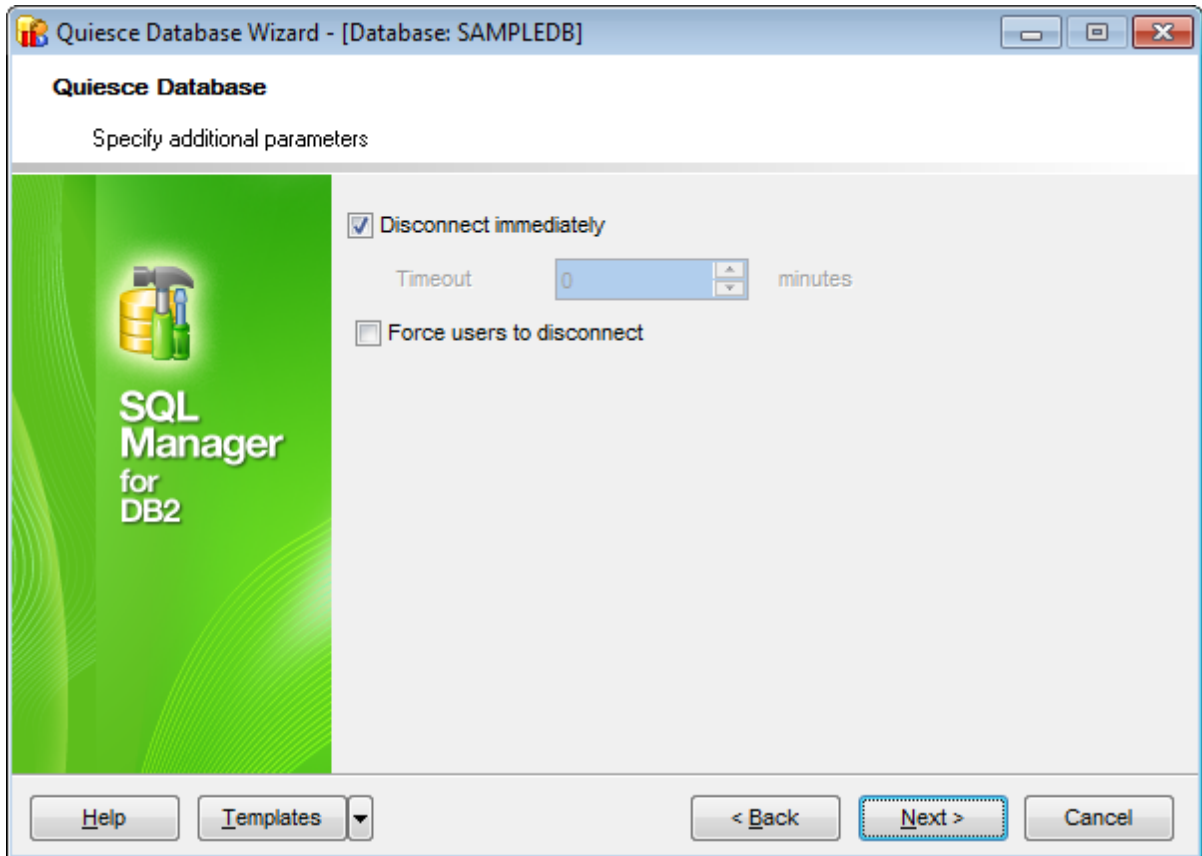 Quiesce Database Wizard - [Database: SAMPLEDB]
Quiesce Database
Specify additional parameters
Disconnect immediately
Timeout 0 minutes
Force users to disconnect
SQL
Manager
for
DB2
Help Templates < Back Next > Cancel